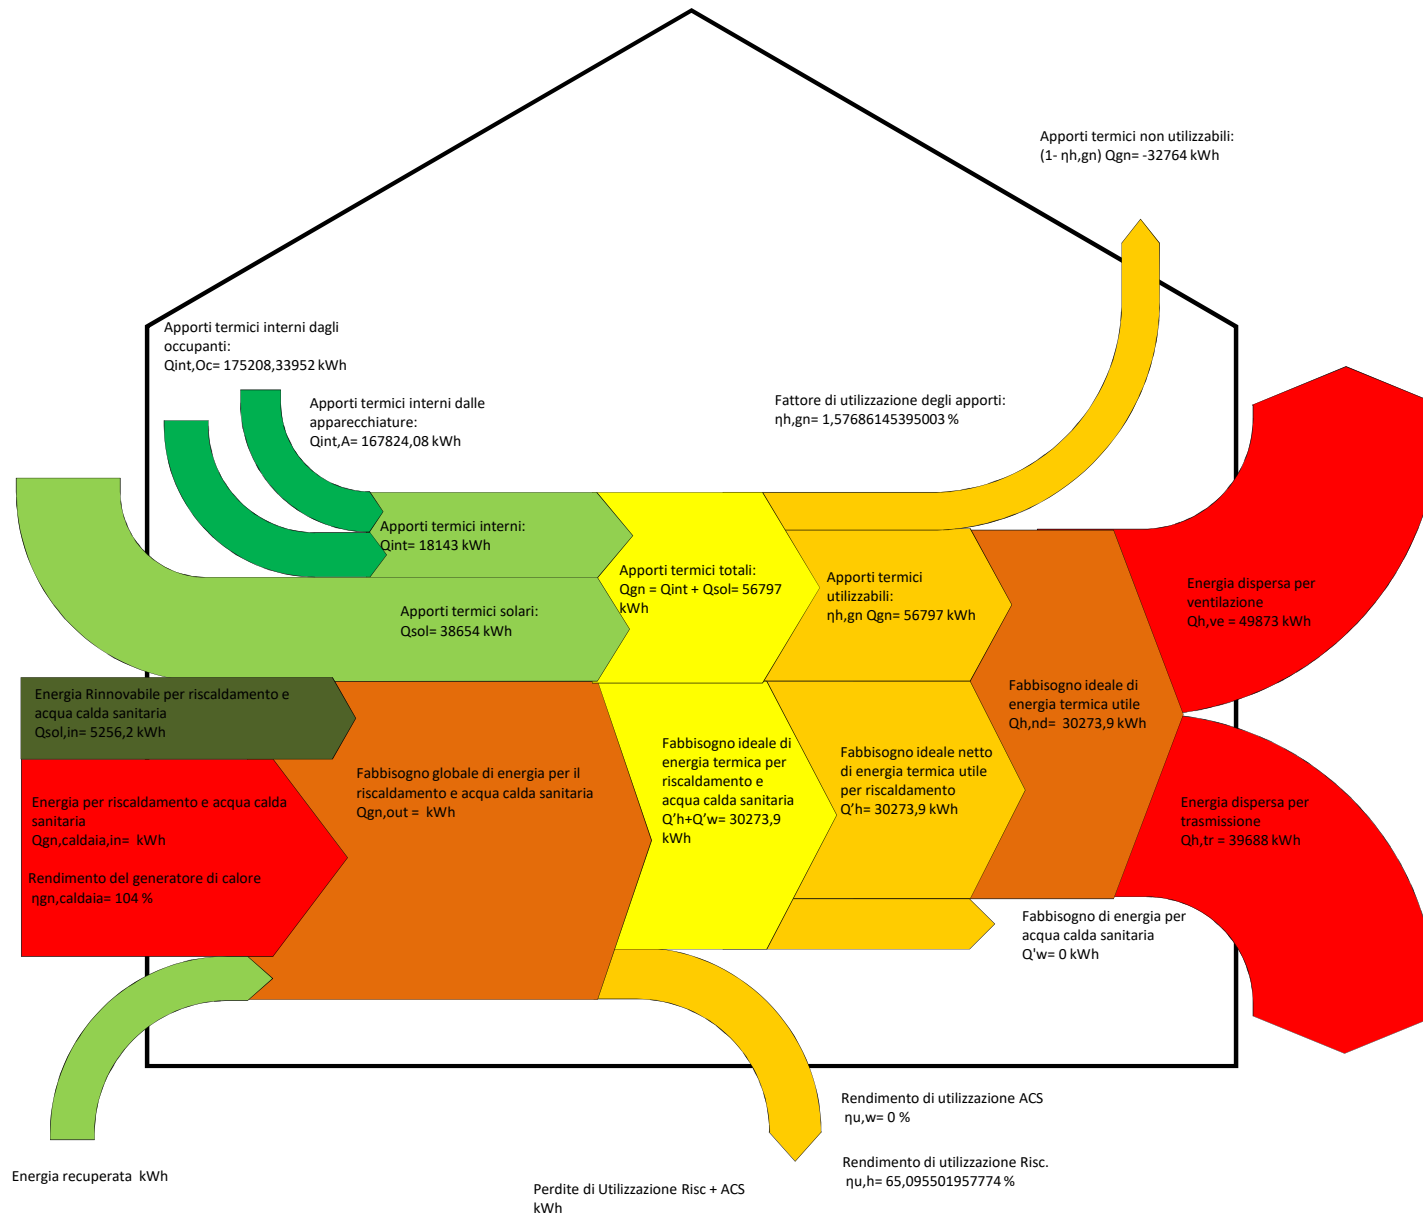 Apporti termici non utilizzabili:
(1- ηh,gn) Qgn= -32764 kWh
Apporti termici interni dagli
occupanti:
Qint,Oc= 175208,33952 kWh
Apporti termici interni dalle
apparecchiature:
Qint,A= 167824,08 kWh
Fattore di utilizzazione degli apporti:
ηh,gn= 1,57686145395003 %
Apporti termici interni:
Qint= 18143 kWh
Apporti termici solari:
Qsol= 38654 kWh
Apporti termici totali:
Qgn = Qint + Qsol= 56797
kWh
Apporti termici
utilizzabili:
ηh,gn Qgn= 56797 kWh
Energia dispersa per
ventilazione
Qh,ve = 49873 kWh
Energia Rinnovabile per riscaldamento e
acqua calda sanitaria
Qsol,in= 5256,2 kWh
Fabbisogno ideale di
energia termica utile
Qh,nd=  30273,9 kWh
Fabbisogno globale di energia per il
riscaldamento e acqua calda sanitaria
Qgn,out =  kWh
Fabbisogno ideale di
energia termica per
riscaldamento e
acqua calda sanitaria
Q’h+Q’w= 30273,9
kWh
Fabbisogno ideale netto
di energia termica utile
per riscaldamento
Q’h= 30273,9 kWh
Energia per riscaldamento e acqua calda
sanitaria
Qgn,caldaia,in=  kWh
Rendimento del generatore di calore
ηgn,caldaia= 104 %
Energia dispersa per
trasmissione
Qh,tr = 39688 kWh
Fabbisogno di energia per
acqua calda sanitaria
Q'w= 0 kWh
Rendimento di utilizzazione ACS
ηu,w= 0 %
Rendimento di utilizzazione Risc.
ηu,h= 65,095501957774 %
Energia recuperata  kWh
Perdite di Utilizzazione Risc + ACS
kWh